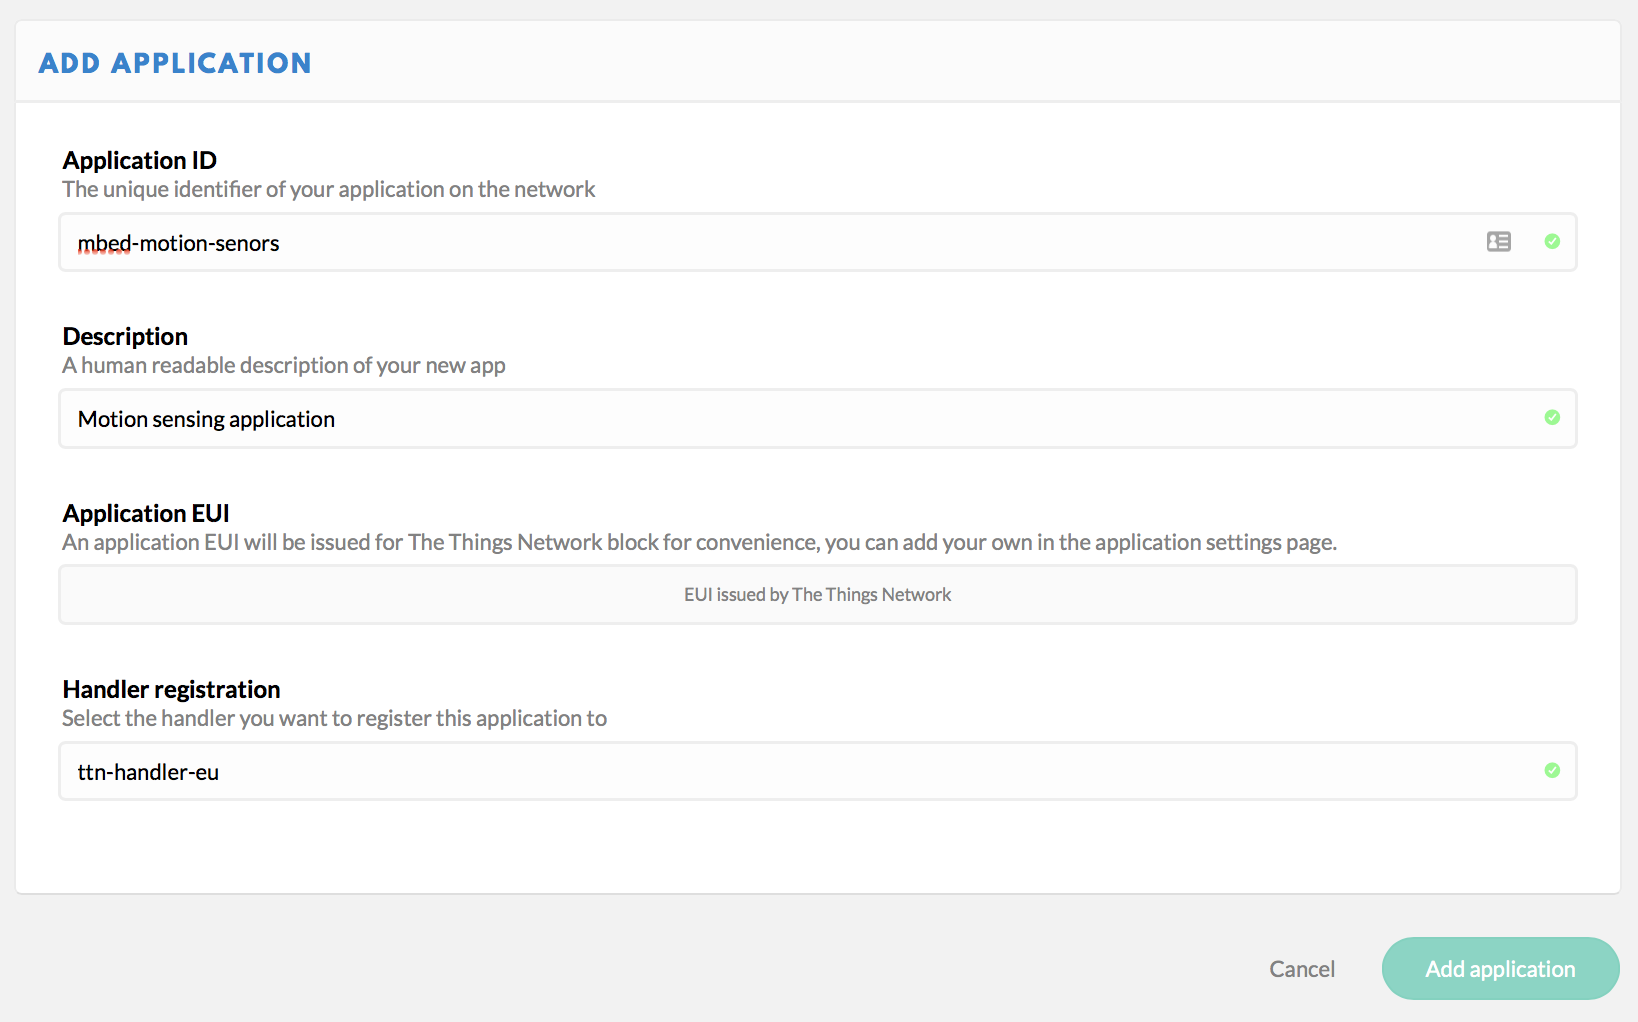 ADD APPLICATION
Application ID
The unique identifier of your application on the network
mbed-motion-senors
Description
A human readable description of your new app
Motion sensing application
Application EUI
An application EUI will be issued for The Things Network block for convenience, you can add your own in the application settings page.
EUI issued by The Things Network
Handler registration
Select the handler you want to register this application to
ttn-handler-eu
Cancel
Add application